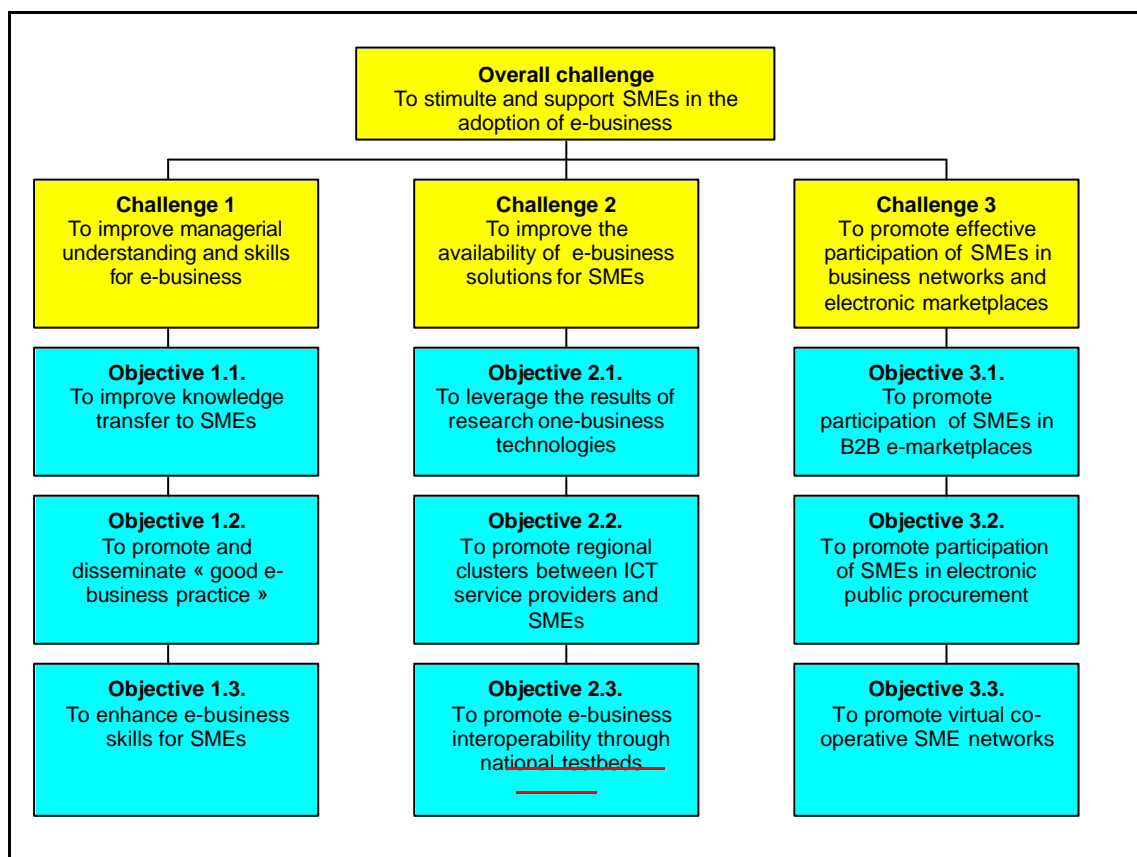 Overall challenge
To stimulte and support SMEs in the
adoption of e-business
Challenge 1
To improve managerial
understanding and skills
for e-business
Challenge 2
To improve the
availability of e-business
solutions for SMEs
Challenge 3
To promote effective
participation of SMEs in
business networks and
electronic marketplaces
Objective 1.1.
To improve knowledge
transfer to SMEs
Objective 2.1.
To leverage the results of
research one-business
technologies
Objective 3.1.
To promote
participation of SMEs in
B2B e-marketplaces
Objective 1.2.
To promote and
disseminate « good e-
business practice »
Objective 2.2.
To promote regional
clusters between ICT
service providers and
SMEs
Objective 3.2.
To promote participation
of SMEs in electronic
public procurement
Objective 1.3.
To enhance e-business
skills for SMEs
Objective 2.3.
To promote e-business
interoperability through
national testbeds
Objective 3.3.
To promote virtual co-
operative SME networks